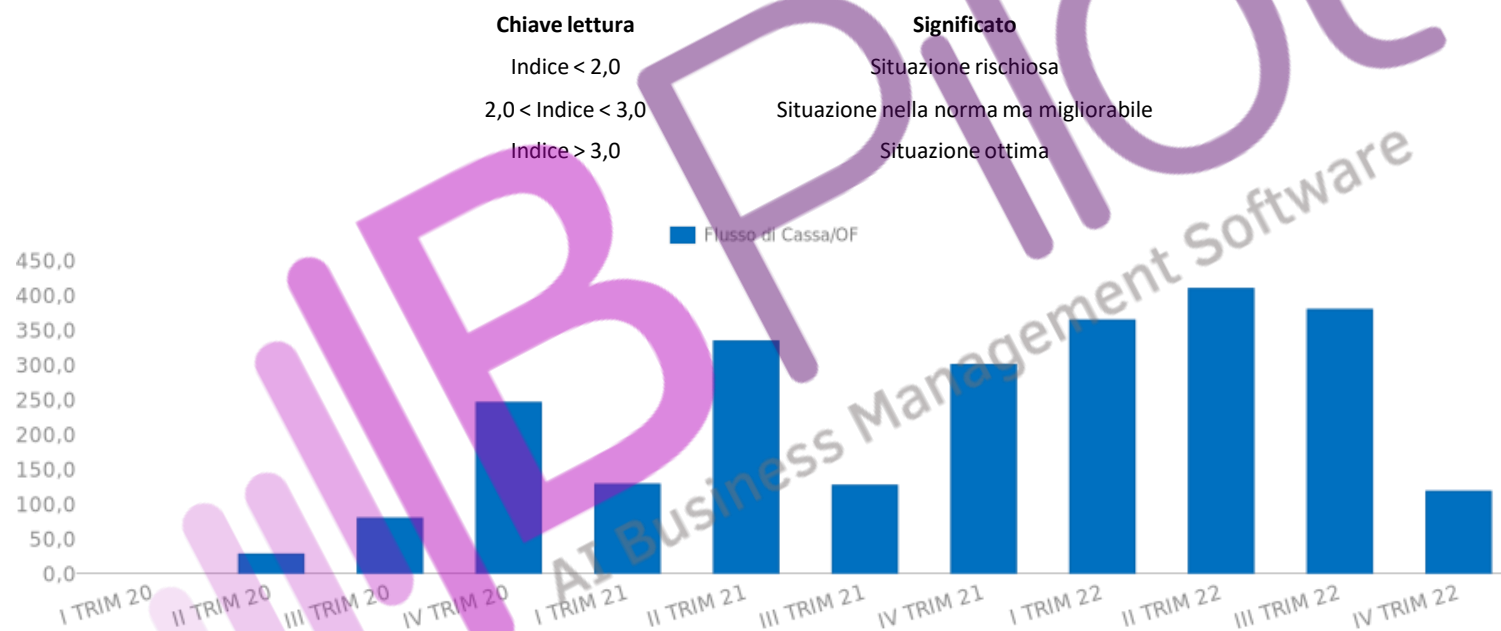 Chiave lettura Significato
Indice < 2,0 Situazione rischiosa
2,0 < Indice < 3,0 Situazione nella norma ma migliorabile
Indice > 3,0 Situazione ottima
Flusso di Cassa/OF
450,0
400,0
350,0
300,0
250,0
200,0
150,0
100,0
50,0
0,0
I TRIM 20 II TRIM 20 III TRIM 20 IV TRIM 20 I TRIM 21 II TRIM 21 III TRIM 21 IV TRIM 21 I TRIM 22 II TRIM 22 III TRIM 22 IV TRIM 22
BPilot
AI Business Management Software